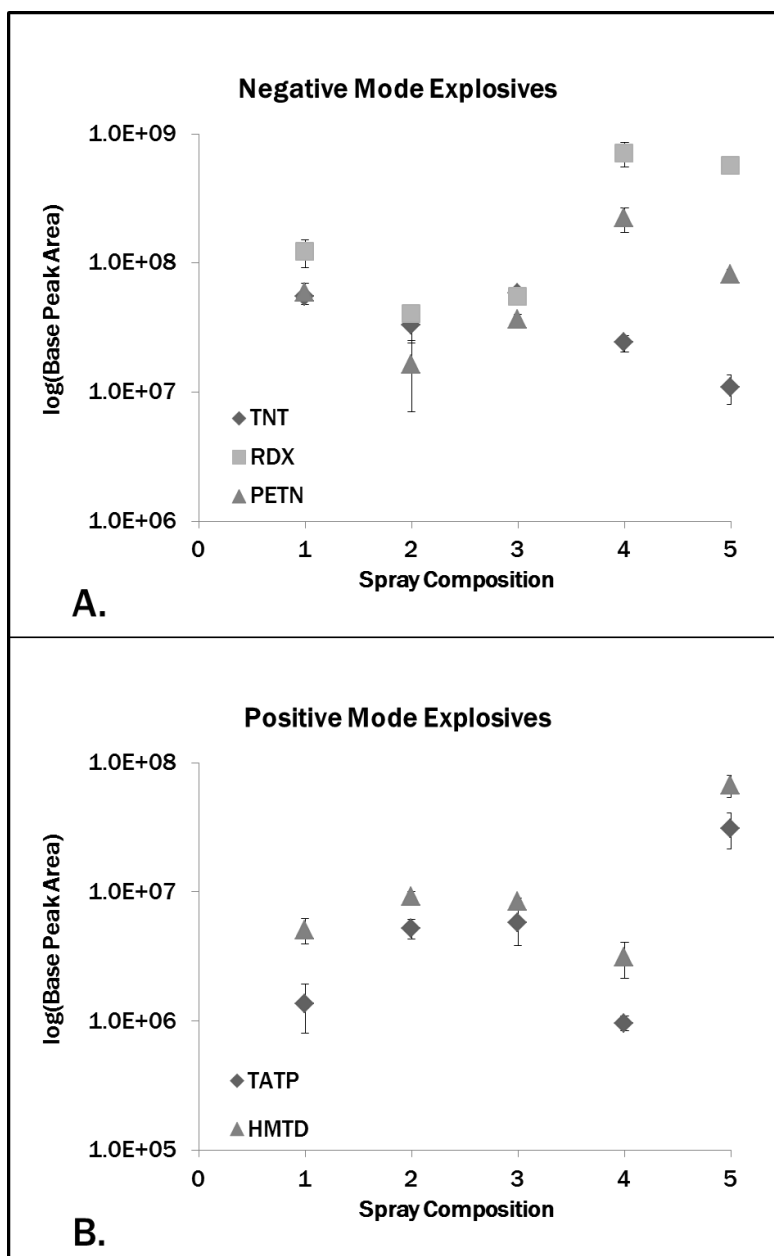 Negative Mode Explosives
1.0E+09
1.0E+08
1.0E+07
1.0E+06
log(Base Peak Area)
TNT
RDX
PETN
0 1 2 3 4 5
Spray Composition
A.
Positive Mode Explosives
1.0E+08
1.0E+07
1.0E+06
1.0E+05
log(Base Peak Area)
TATP
HMTD
0 1 2 3 4 5
Spray Composition
B.